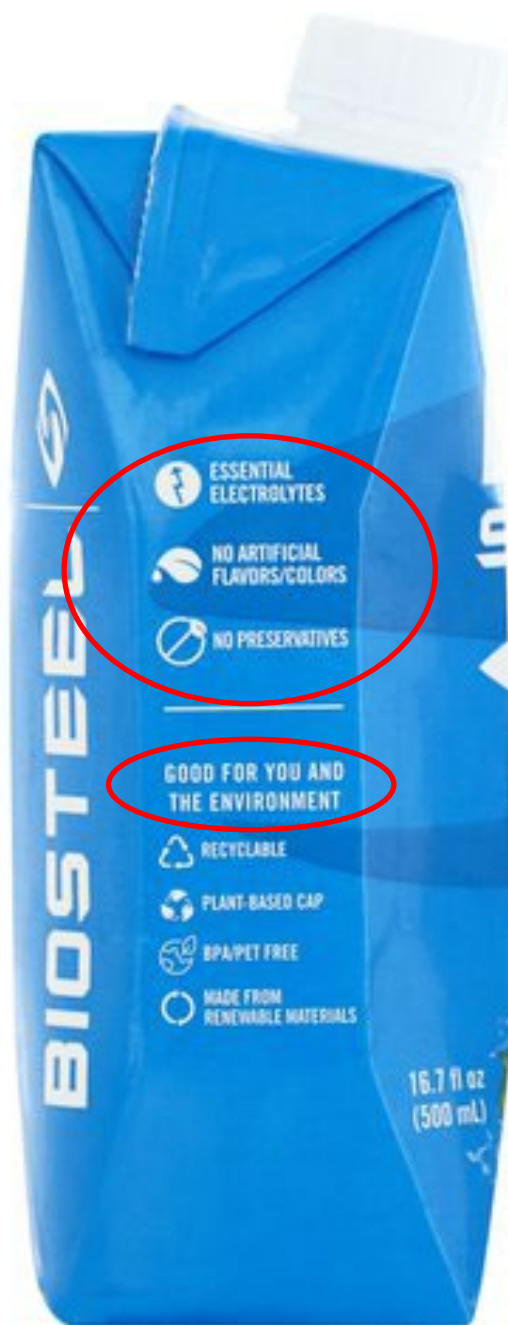 BIOSTEEL
ESSENTIAL
ELECTROLYTES
NO ARTIFICIAL
FLAVORS/COLORS
NO PRESERVATIVES
GOOD FOR YOU AND
THE ENVIRONMENT
RECYCLABLE
PLANT-BASED CAP
BPA/PET FREE
MADE FROM
RENEWABLE MATERIALS
16.7 fl oz
(500 mL)